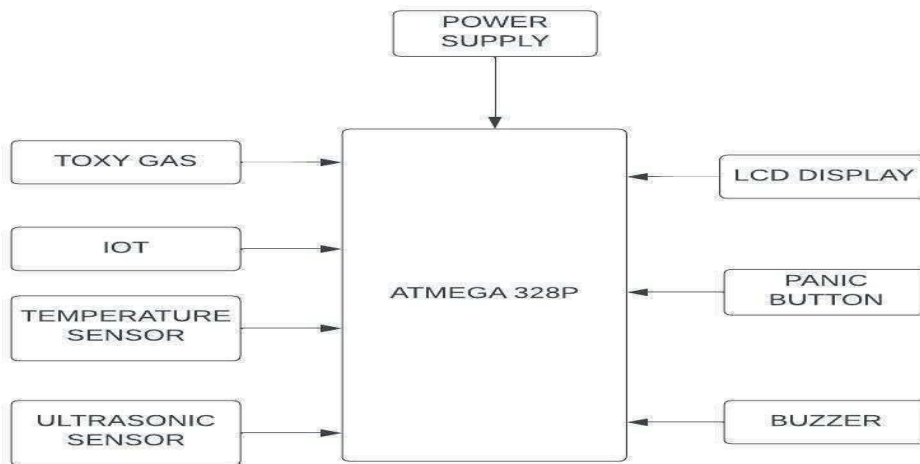 POWER
SUPPLY
TOXY GAS
LCD DISPLAY
IOT
ATMEGA 328P
PANIC
BUTTON
TEMPERATURE
SENSOR
ULTRASONIC
SENSOR
BUZZER